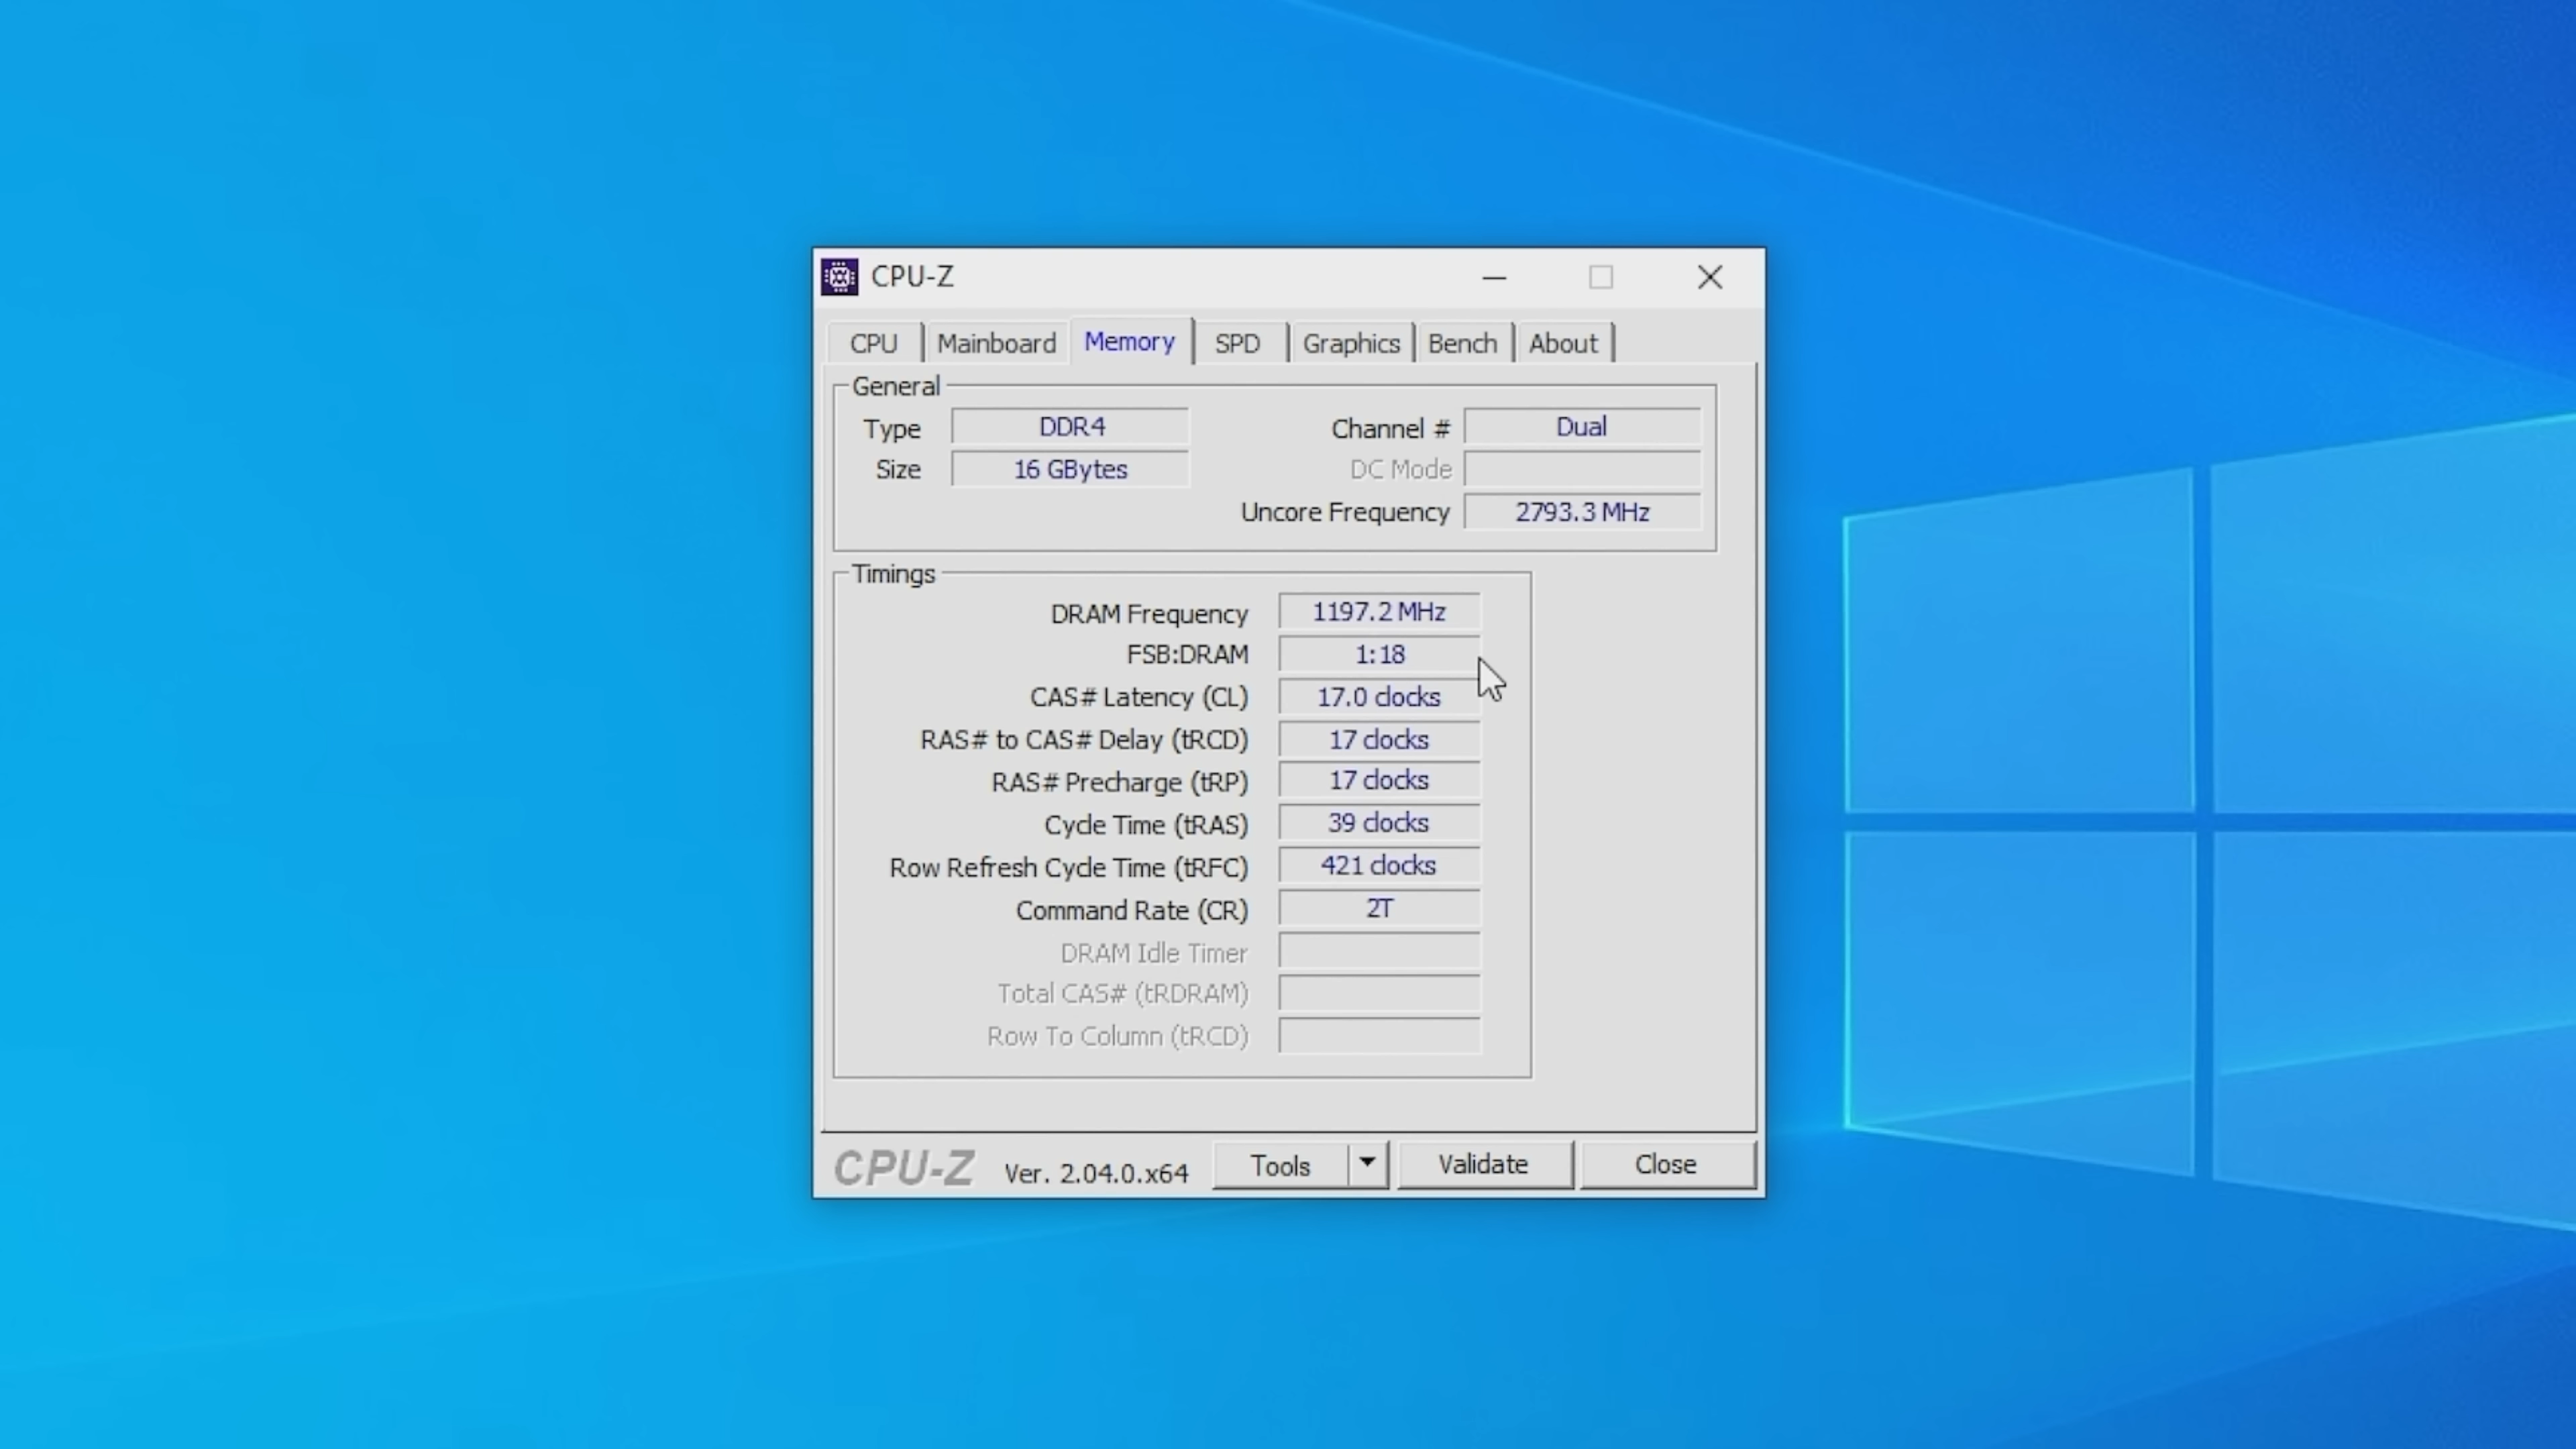 CPU-Z
CPU Mainboard Memory SPD Graphics Bench About
General
Type DDR4 Channel # Dual
Size 16 GBytes DC Mode
Uncore Frequency 2793.3 MHz
Timings
DRAM Frequency 1197.2 MHz
FSB:DRAM 1:18
CAS# Latency (CL) 17.0 clocks
RAS# to CAS# Delay (tRCD) 17 clocks
RAS# Precharge (tRP) 17 clocks
Cycle Time (tRAS) 39 clocks
Row Refresh Cycle Time (tRFC) 421 clocks
Command Rate (CR) 2T
DRAM Idle Timer
Total CAS# (tRDRAM)
Row To Column (tRCD)
CPU-Z Ver. 2.04.0.x64 Tools Validate Close